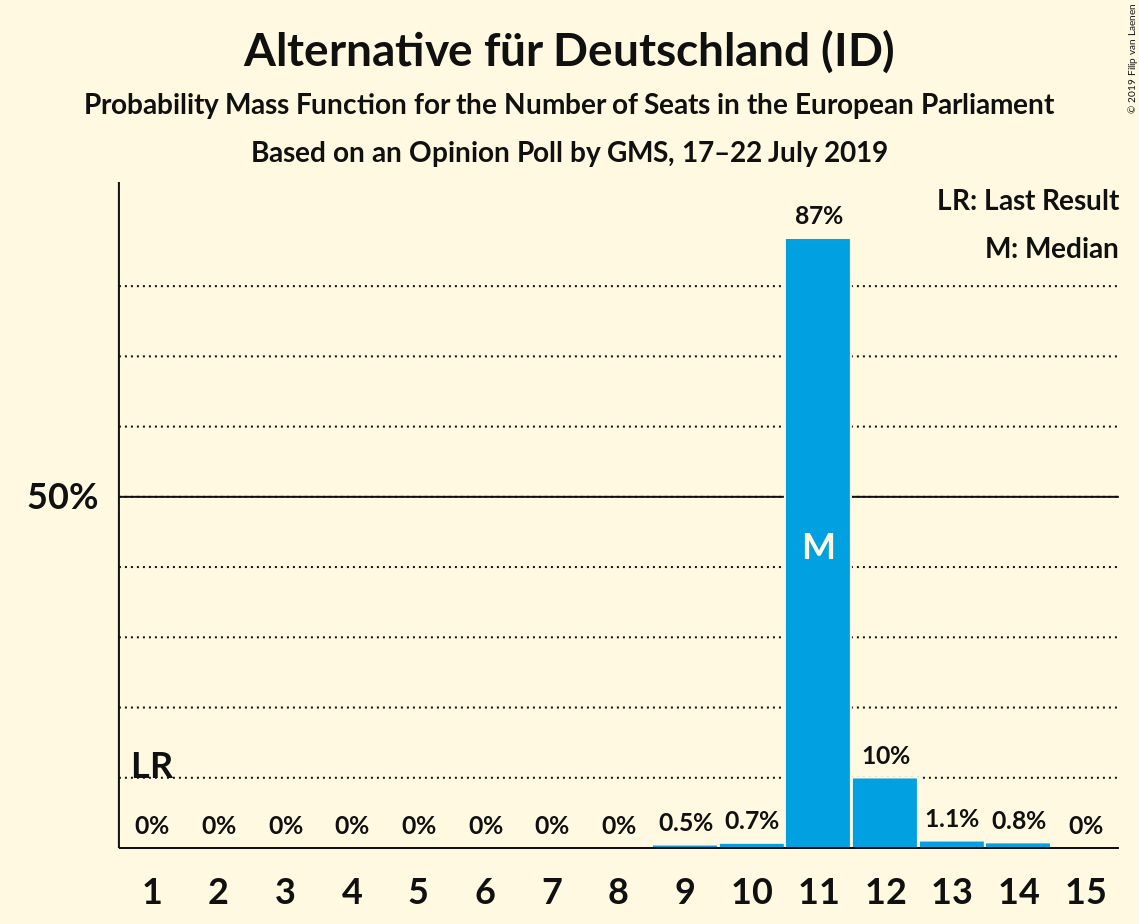 Alternative für Deutschland (ID)
Probability Mass Function for the Number of Seats in the European Parliament
Based on an Opinion Poll by GMS, 17–22 July 2019
© 2019 Filip van Laenen
LR: Last Result
M: Median
87%
50%
M
LR
10%
0% 0% 0% 0% 0% 0% 0% 0% 0.5% 0.7% 1.1% 0.8% 0%
1 2 3 4 5 6 7 8 9 10 11 12 13 14 15